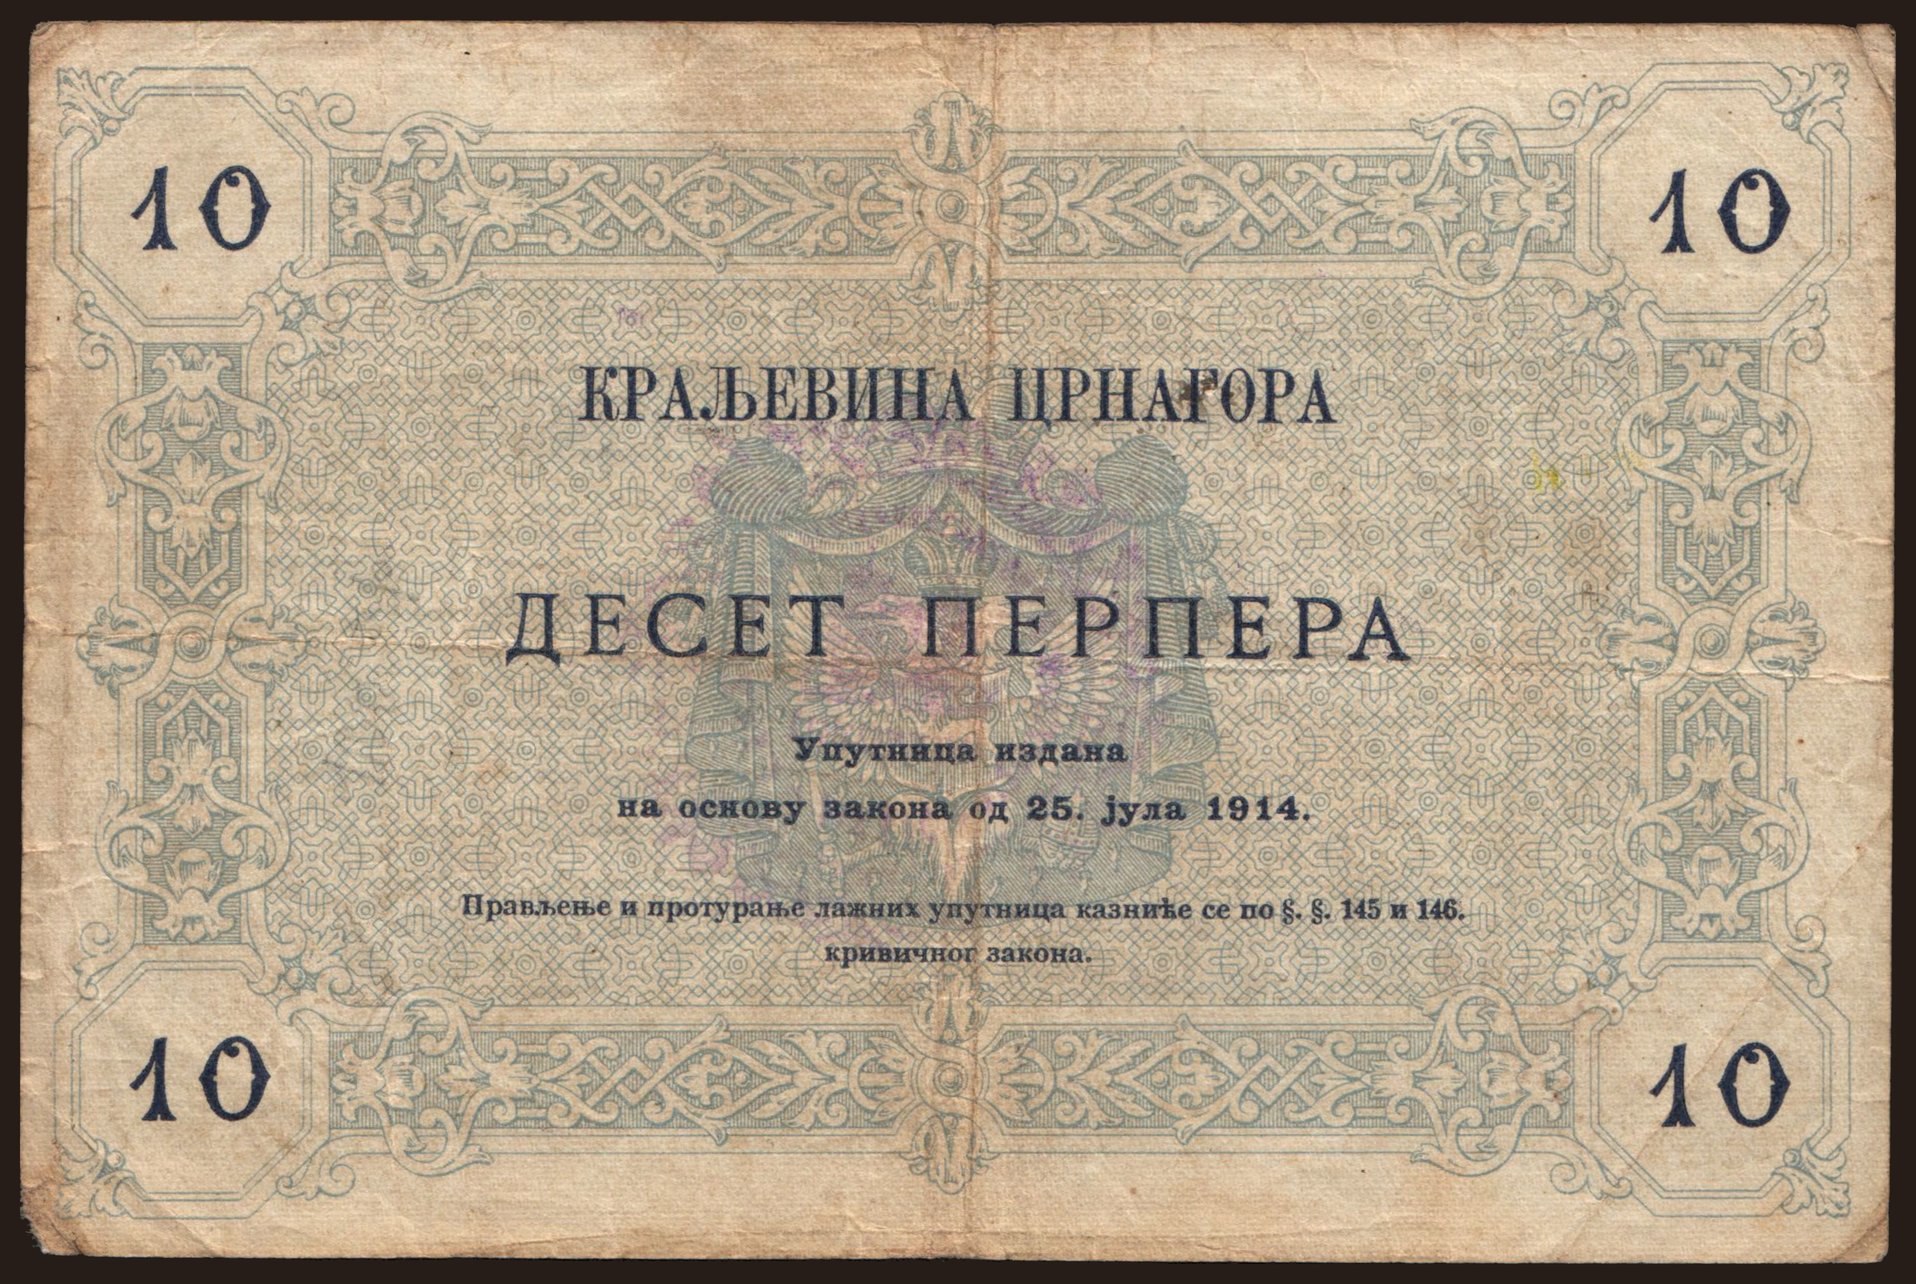 10 10
КРАЉЕВИНА ЦРНАГОРА
ДЕСЕТ ПЕРПЕРА
Упутница издана
на основу закона од 25. јула 1914.
Прављење и протурање лажних упутница казниће се по §. §. 145 и 146.
кривичног закона.
10 10